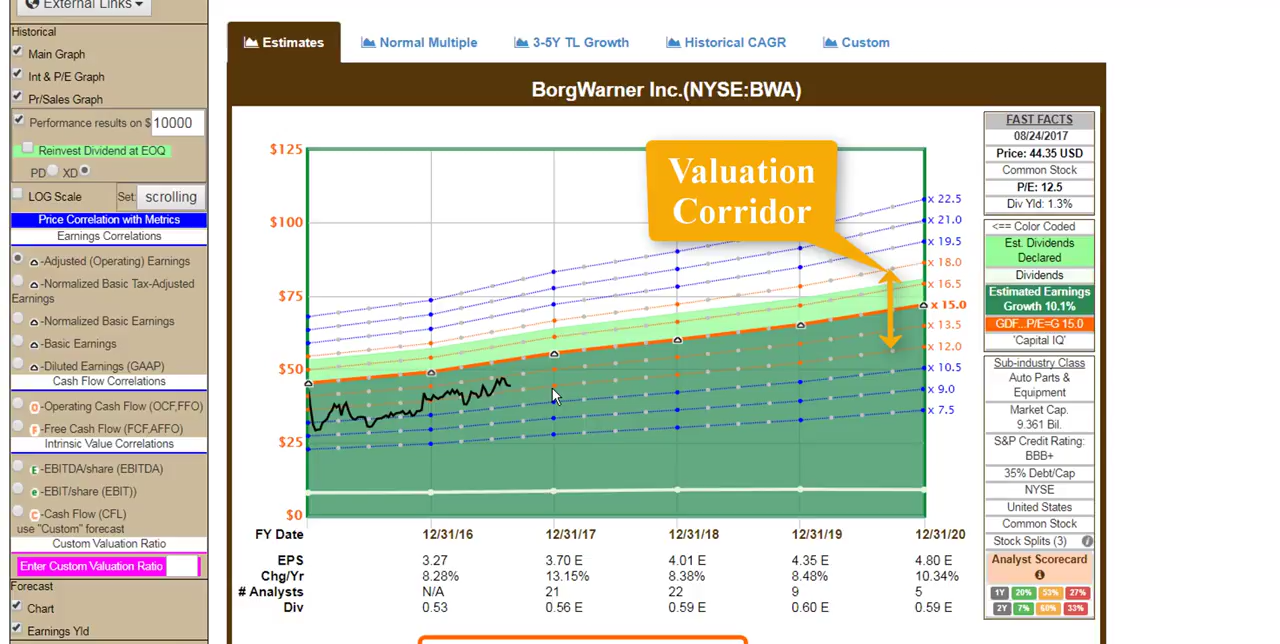 External Links
Historical
Main Graph
Int & P/E Graph
Pr/Sales Graph
Performance results on $ 10000
Reinvest Dividend at EOQ
PD XD
LOG Scale Set: scrolling
Price Correlation with Metrics
Earnings Correlations
-Adjusted (Operating) Earnings
-Normalized Basic Tax-Adjusted
Earnings
-Normalized Basic Earnings
-Basic Earnings
-Diluted Earnings (GAAP)
Cash Flow Correlations
O-Operating Cash Flow (OCF,FFO)
F-Free Cash Flow (FCF,AFFO)
Intrinsic Value Correlations
E-EBITDA/share (EBITDA)
e-EBIT/share (EBIT))
C-Cash Flow (CFL)
use "Custom" forecast
Custom Valuation Ratio
Enter Custom Valuation Ratio
Forecast
Chart
Earnings Yld
Estimates Normal Multiple 3-5Y TL Growth Historical CAGR Custom
BorgWarner Inc.(NYSE:BWA)
Valuation
Corridor
$125
$100
$75
$50
$25
$0
x 22.5
x 21.0
x 19.5
x 18.0
x 16.5
x 15.0
x 13.5
x 12.0
x 10.5
x 9.0
x 7.5
FY Date 12/31/16 12/31/17 12/31/18 12/31/19 12/31/20
EPS 3.27 3.70 E 4.01 E 4.35 E 4.80 E
Chg/Yr 8.28% 13.15% 8.38% 8.48% 10.34%
# Analysts N/A 21 22 9 5
Div 0.53 0.56 E 0.59 E 0.60 E 0.59 E
FAST FACTS
08/24/2017
Price: 44.35 USD
Common Stock
P/E: 12.5
Div Yld: 1.3%
<== Color Coded
Est. Dividends
Declared
Dividends
Estimated Earnings
Growth 10.1%
GDF...P/E=G 15.0
'Capital IQ'
Sub-industry Class
Auto Parts &
Equipment
Market Cap.
9.361 Bil.
S&P Credit Rating:
BBB+
35% Debt/Cap
NYSE
United States
Common Stock
Stock Splits (3)
Analyst Scorecard
1Y 20% 53% 27%
2Y 7% 60% 33%